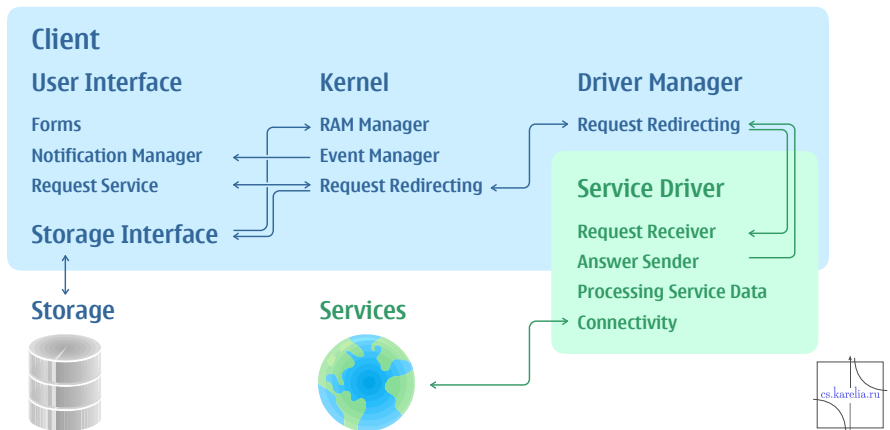 Client
User Interface
Forms
Notification Manager
Request Service
Storage Interface
Kernel
RAM Manager
Event Manager
Request Redirecting
Driver Manager
Request Redirecting
Service Driver
Request Receiver
Answer Sender
Processing Service Data
Connectivity
Storage
Services
cs.karelia.ru